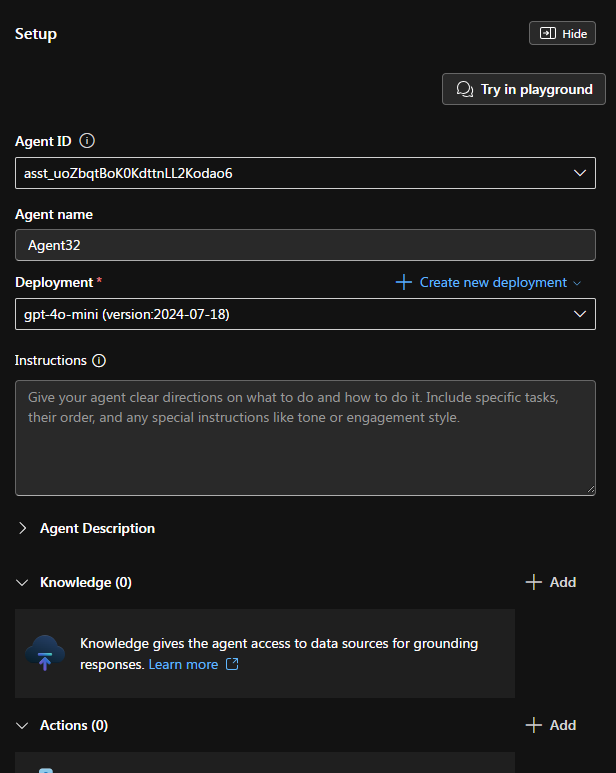 Setup
Hide
Try in playground
Agent ID
asst_uoZbqtBoK0KdttnLL2Kodao6
Agent name
Agent32
Deployment *
Create new deployment
gpt-4o-mini (version:2024-07-18)
Instructions
Give your agent clear directions on what to do and how to do it. Include specific tasks,
their order, and any special instructions like tone or engagement style.
Agent Description
Knowledge (0)
Add
Knowledge gives the agent access to data sources for grounding
responses. Learn more
Actions (0)
Add